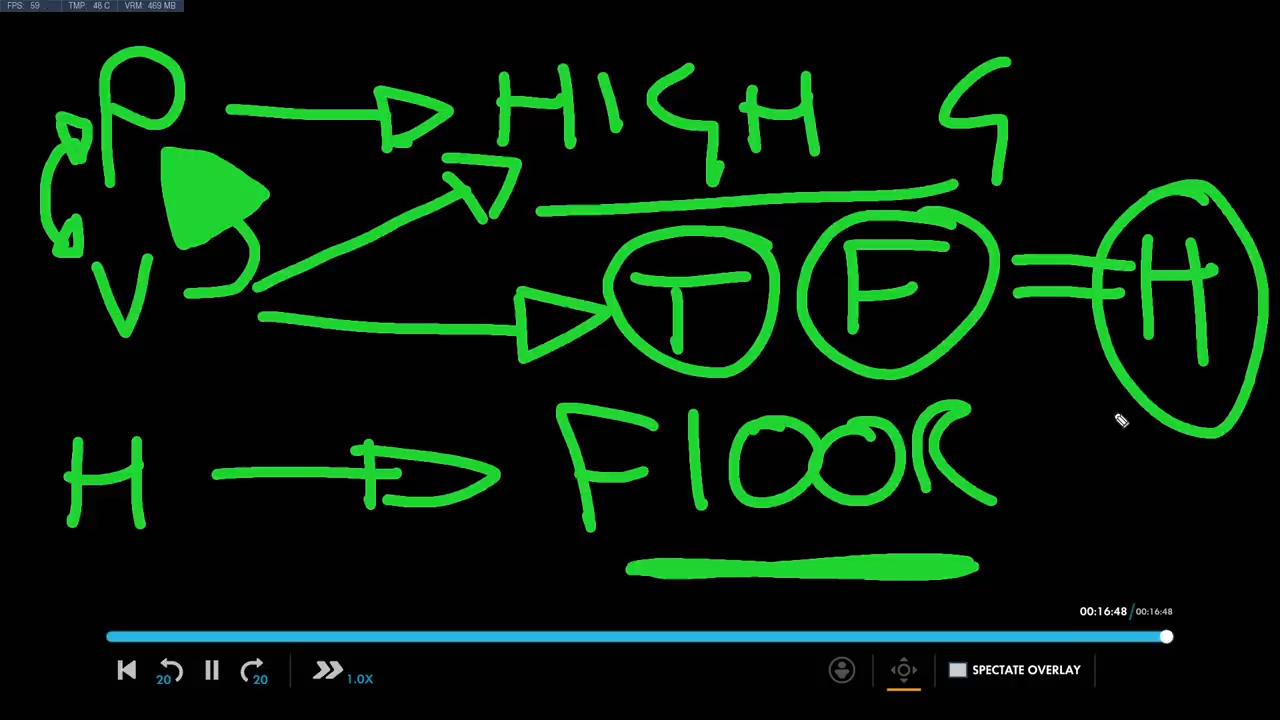 FPS: 59 TMP: 48 C VRM: 469 MB
P HIGH G
V T F = H
H FLOOR
00:16:48 / 00:16:48
20 20 1.0X SPECTATE OVERLAY